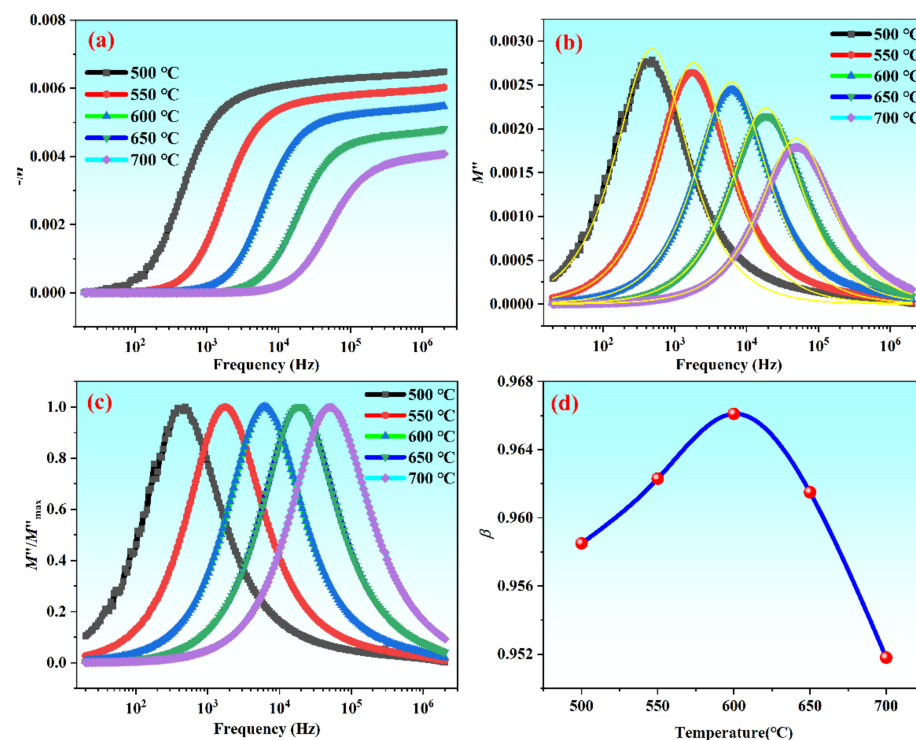 (a)
0.008
0.006
0.004
0.002
0.000
500 °C
550 °C
600 °C
650 °C
700 °C
10²
10³
10⁴
10⁵
10⁶
Frequency (Hz)
(b)
M''
0.0030
0.0025
0.0020
0.0015
0.0010
0.0005
0.0000
500 °C
550 °C
600 °C
650 °C
700 °C
10²
10³
10⁴
10⁵
10⁶
Frequency (Hz)
(c)
M''/M''max
1.0
0.8
0.6
0.4
0.2
0.0
500 °C
550 °C
600 °C
650 °C
700 °C
10²
10³
10⁴
10⁵
10⁶
Frequency (Hz)
(d)
β
0.968
0.964
0.960
0.956
0.952
500
550
600
650
700
Temperature(°C)